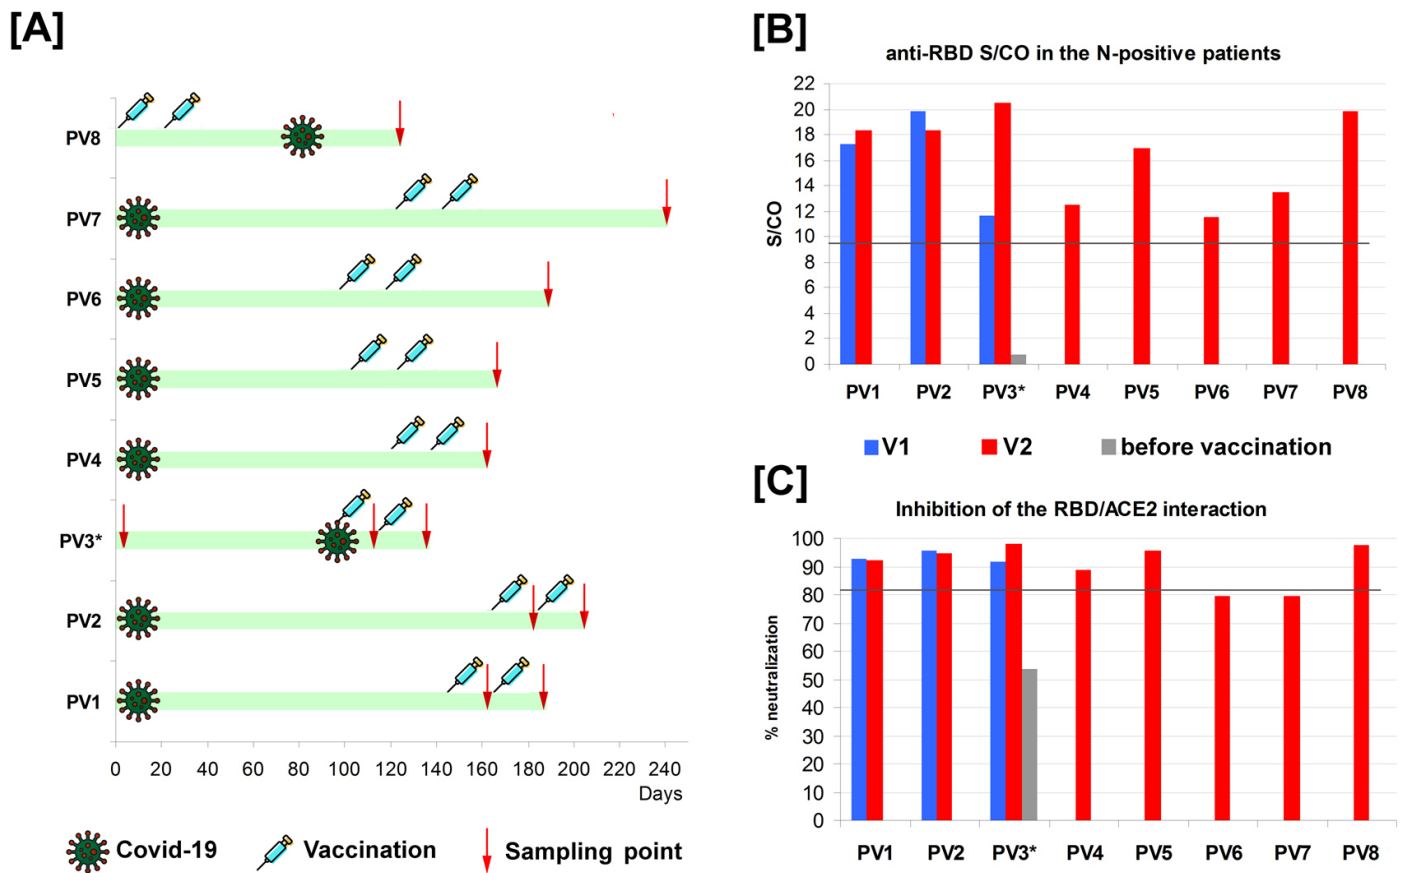 [A]
PV8
PV7
PV6
PV5
PV4
PV3*
PV2
PV1
0 20 40 60 80 100 120 140 160 180 200 220 240
Days
Covid-19 Vaccination Sampling point
[B]
anti-RBD S/CO in the N-positive patients
22
20
18
16
14
12
10
8
6
4
2
0
S/CO
PV1 PV2 PV3* PV4 PV5 PV6 PV7 PV8
V1 V2 before vaccination
[C]
Inhibition of the RBD/ACE2 interaction
100
90
80
70
60
50
40
30
20
10
0
% neutralization
PV1 PV2 PV3* PV4 PV5 PV6 PV7 PV8